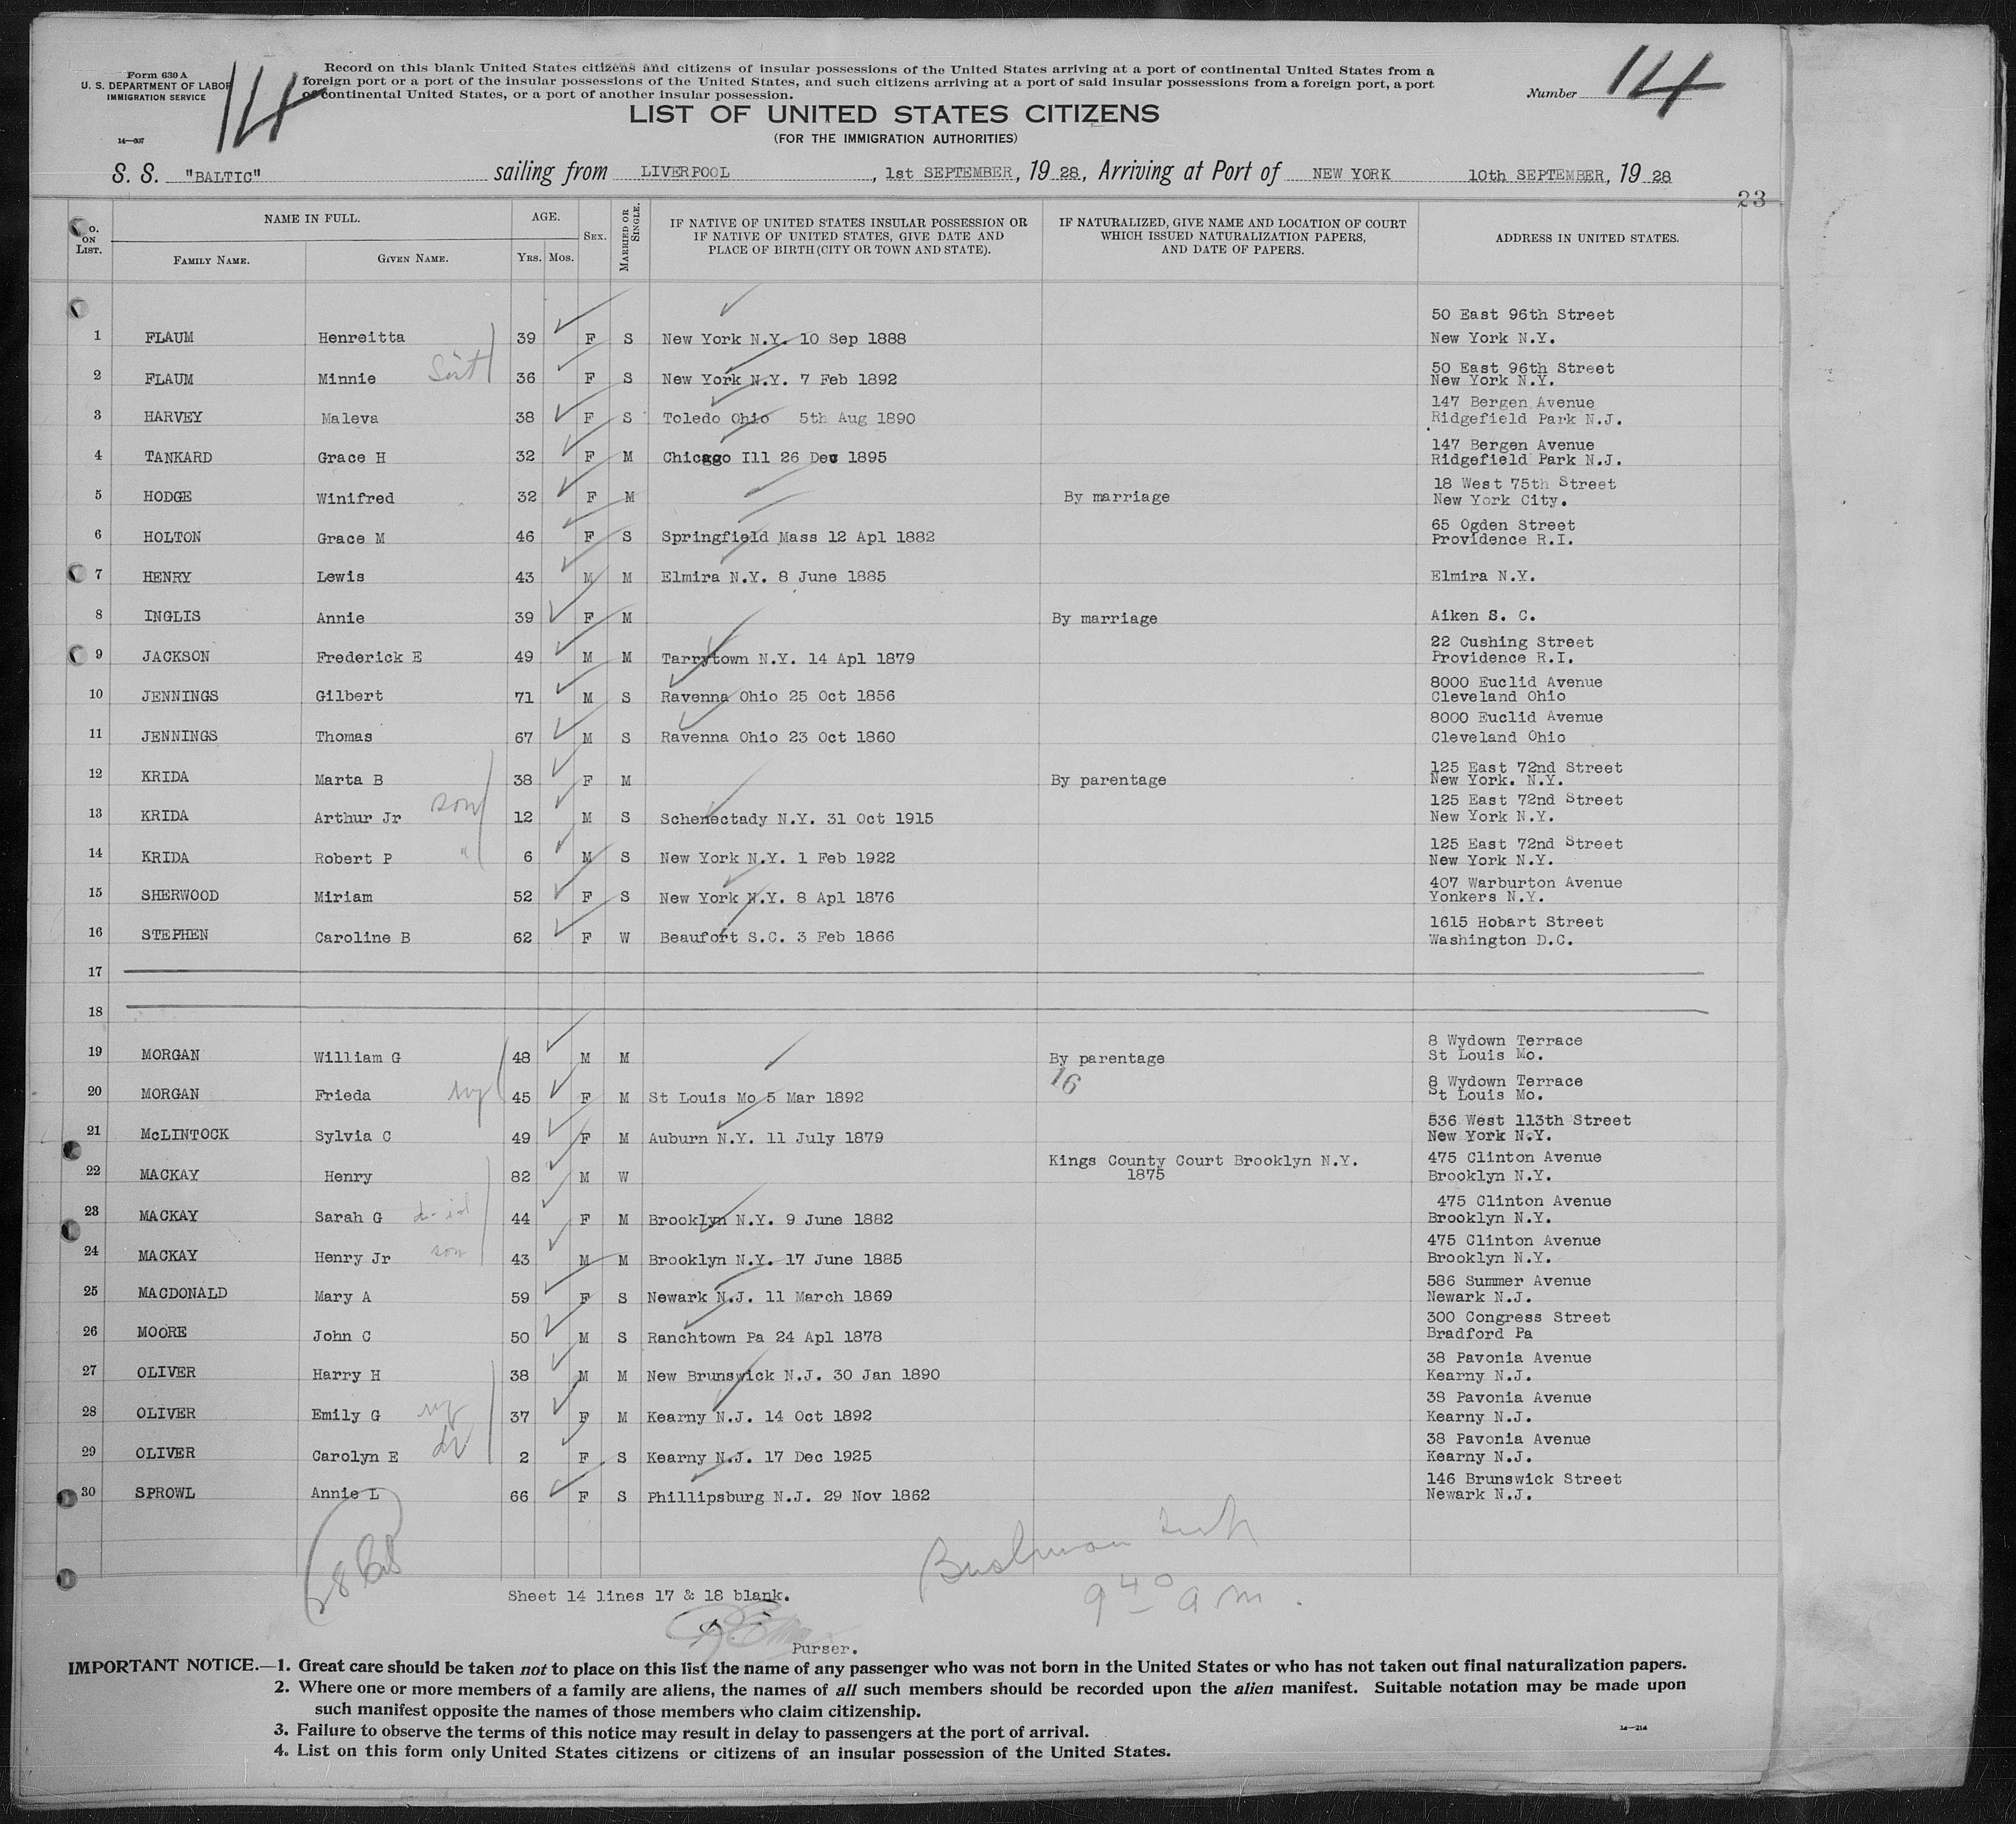 Form 630 A
U. S. DEPARTMENT OF LABOR
IMMIGRATION SERVICE
14—607
14
Record on this blank United States citizens and citizens of insular possessions of the United States arriving at a port of continental United States from a
foreign port or a port of the insular possessions of the United States, and such citizens arriving at a port of said insular possessions from a foreign port, a port
of continental United States, or a port of another insular possession.
Number 14
LIST OF UNITED STATES CITIZENS
(FOR THE IMMIGRATION AUTHORITIES)
S. S. "BALTIC" sailing from LIVERPOOL, 1st SEPTEMBER, 1928, Arriving at Port of NEW YORK 10th SEPTEMBER, 1928
23
NO. ON LIST. NAME IN FULL. FAMILY NAME. GIVEN NAME. AGE. YRS. MOS. SEX. MARRIED OR SINGLE. IF NATIVE OF UNITED STATES INSULAR POSSESSION OR IF NATIVE OF UNITED STATES, GIVE DATE AND PLACE OF BIRTH (CITY OR TOWN AND STATE). IF NATURALIZED, GIVE NAME AND LOCATION OF COURT WHICH ISSUED NATURALIZATION PAPERS, AND DATE OF PAPERS. ADDRESS IN UNITED STATES.
1 FLAUM Henreitta 39 F S New York N.Y. 10 Sep 1888 50 East 96th Street New York N.Y.
2 FLAUM Minnie Sist 36 F S New York N.Y. 7 Feb 1892 50 East 96th Street New York N.Y.
3 HARVEY Maleva 38 F S Toledo Ohio 5th Aug 1890 147 Bergen Avenue Ridgefield Park N.J.
4 TANKARD Grace H 32 F M Chicago Ill 26 Dec 1895 147 Bergen Avenue Ridgefield Park N.J.
5 HODGE Winifred 32 F M By marriage 18 West 75th Street New York City.
6 HOLTON Grace M 46 F S Springfield Mass 12 Apl 1882 65 Ogden Street Providence R.I.
7 HENRY Lewis 43 M M Elmira N.Y. 8 June 1885 Elmira N.Y.
8 INGLIS Annie 39 F M By marriage Aiken S. C.
9 JACKSON Frederick E 49 M M Tarrytown N.Y. 14 Apl 1879 22 Cushing Street Providence R.I.
10 JENNINGS Gilbert 71 M S Ravenna Ohio 25 Oct 1856 8000 Euclid Avenue Cleveland Ohio
11 JENNINGS Thomas 67 M S Ravenna Ohio 23 Oct 1860 8000 Euclid Avenue Cleveland Ohio
12 KRIDA Marta B 38 F M By parentage 125 East 72nd Street New York. N.Y.
13 KRIDA Arthur Jr son 12 M S Schenectady N.Y. 31 Oct 1915 125 East 72nd Street New York N.Y.
14 KRIDA Robert P " 6 M S New York N.Y. 1 Feb 1922 125 East 72nd Street New York N.Y.
15 SHERWOOD Miriam 52 F S New York N.Y. 8 Apl 1876 407 Warburton Avenue Yonkers N.Y.
16 STEPHEN Caroline B 62 F W Beaufort S.C. 3 Feb 1866 1615 Hobart Street Washington D.C.
17
18
19 MORGAN William G 48 M M By parentage 8 Wydown Terrace St Louis Mo.
20 MORGAN Frieda 45 F M St Louis Mo 5 Mar 1892 16 8 Wydown Terrace St Louis Mo.
21 McLINTOCK Sylvia C 49 F M Auburn N.Y. 11 July 1879 536 West 113th Street New York N.Y.
22 MACKAY Henry 82 M W Kings County Court Brooklyn N.Y. 1875 475 Clinton Avenue Brooklyn N.Y.
23 MACKAY Sarah G 44 F M Brooklyn N.Y. 9 June 1882 475 Clinton Avenue Brooklyn N.Y.
24 MACKAY Henry Jr son 43 M M Brooklyn N.Y. 17 June 1885 475 Clinton Avenue Brooklyn N.Y.
25 MACDONALD Mary A 59 F S Newark N.J. 11 March 1869 586 Summer Avenue Newark N.J.
26 MOORE John C 50 M S Ranchtown Pa 24 Apl 1878 300 Congress Street Bradford Pa
27 OLIVER Harry H 38 M M New Brunswick N.J. 30 Jan 1890 38 Pavonia Avenue Kearny N.J.
28 OLIVER Emily G 37 F M Kearny N.J. 14 Oct 1892 38 Pavonia Avenue Kearny N.J.
29 OLIVER Carolyn E 2 F S Kearny N.J. 17 Dec 1925 38 Pavonia Avenue Kearny N.J.
30 SPROWL Annie L 66 F S Phillipsburg N.J. 29 Nov 1862 146 Brunswick Street Newark N.J.
Sheet 14 lines 17 & 18 blank.
9 40 am.
Purser.
IMPORTANT NOTICE.—1. Great care should be taken not to place on this list the name of any passenger who was not born in the United States or who has not taken out final naturalization papers.
2. Where one or more members of a family are aliens, the names of all such members should be recorded upon the alien manifest. Suitable notation may be made upon
such manifest opposite the names of those members who claim citizenship.
3. Failure to observe the terms of this notice may result in delay to passengers at the port of arrival.
4. List on this form only United States citizens or citizens of an insular possession of the United States.
14—214